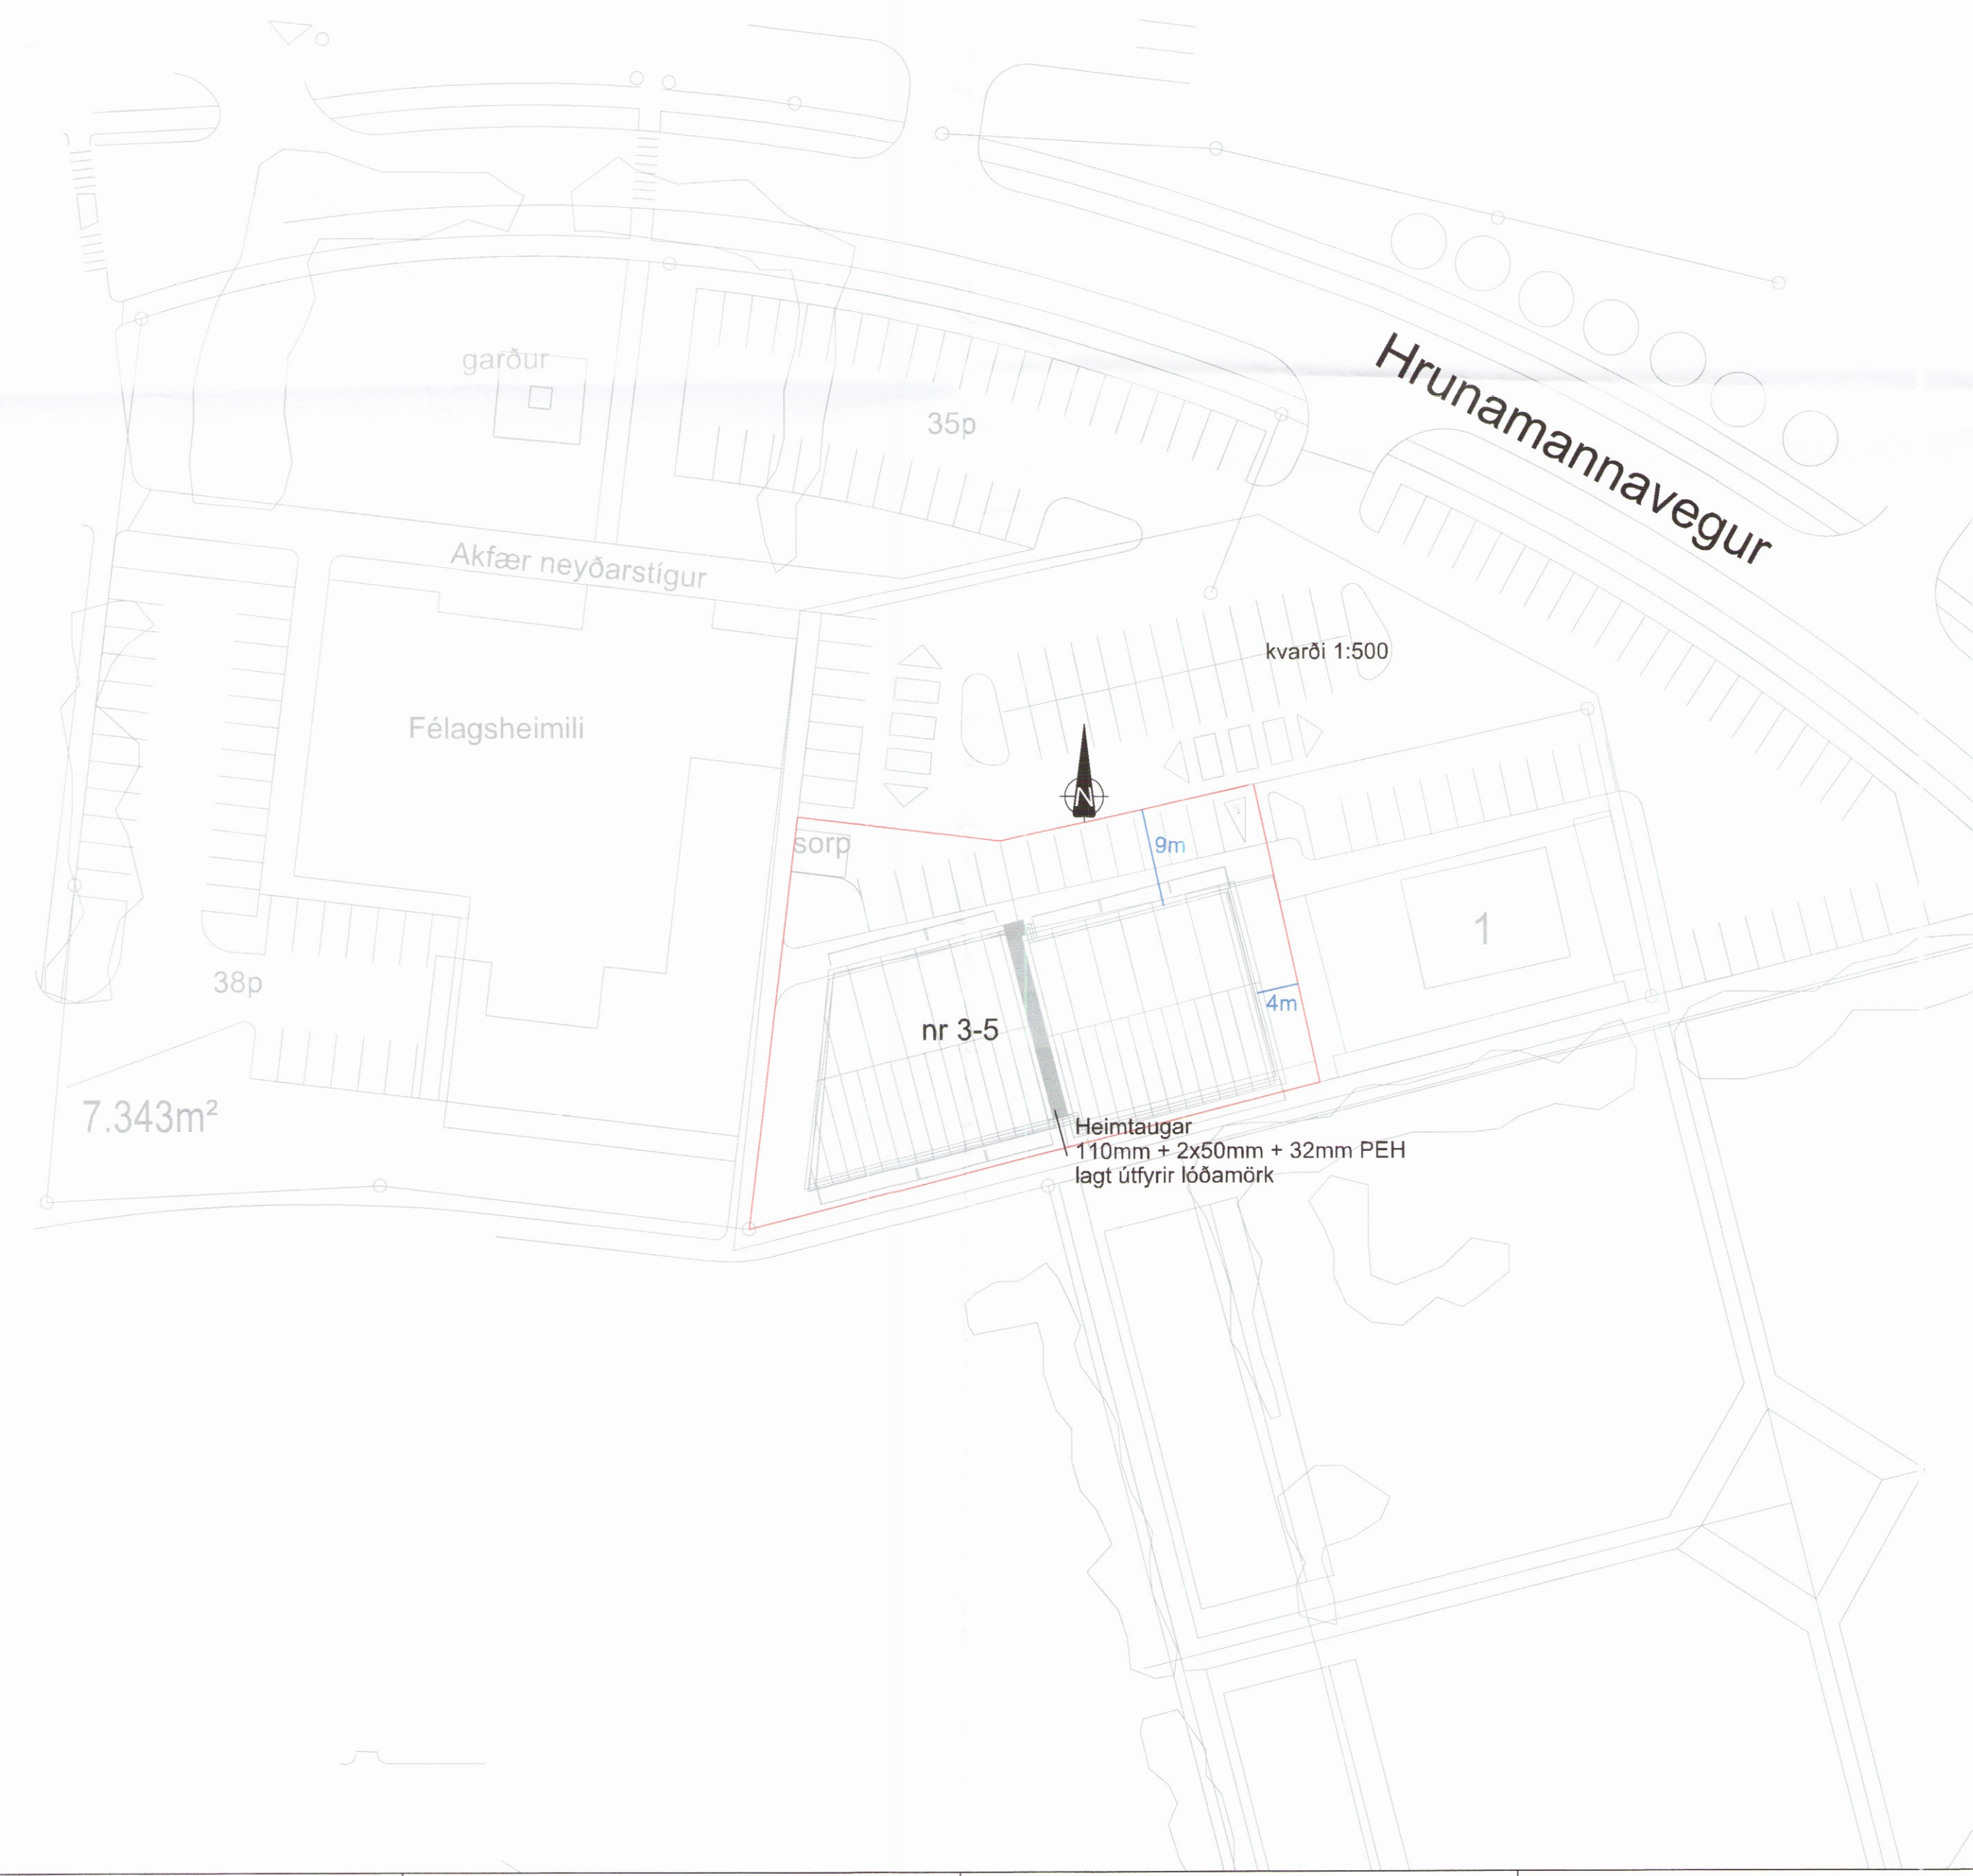 Hrunamannavegur
garður
35p
Akfær neyðarstígur
kvarði 1:500
Félagsheimili
N
sorp
9m
1
38p
4m
nr 3-5
7.343m²
Heimtaugar
110mm + 2x50mm + 32mm PEH
lagt útfyrir lóðamörk